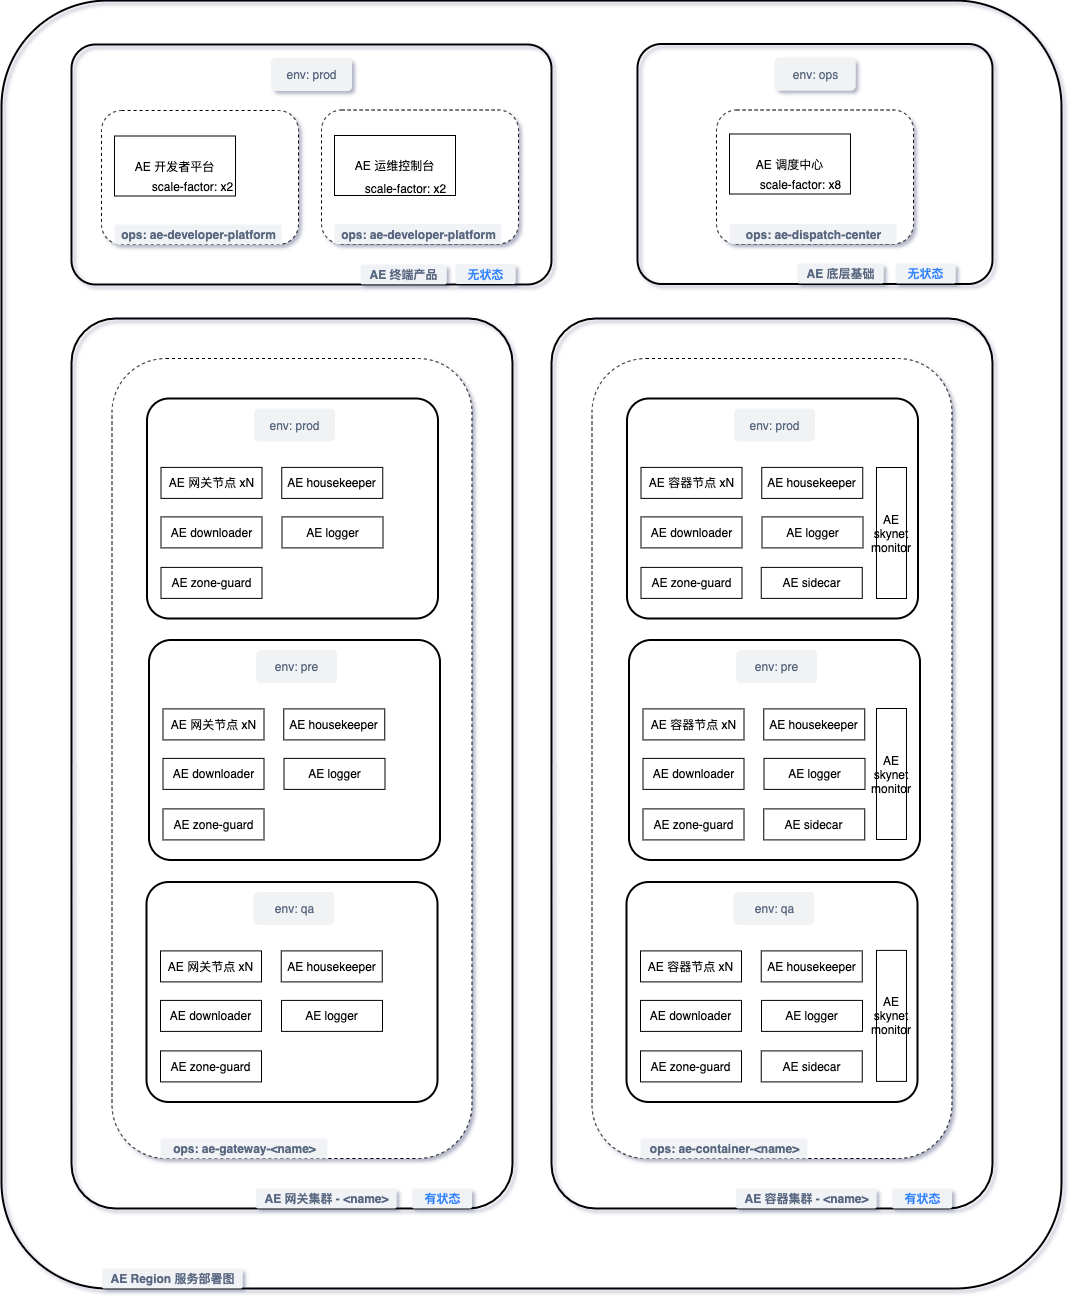 env: prod
AE 开发者平台
scale-factor: x2
ops: ae-developer-platform
AE 运维控制台
scale-factor: x2
ops: ae-developer-platform
AE 终端产品
无状态
env: ops
AE 调度中心
scale-factor: x8
ops: ae-dispatch-center
AE 底层基础
无状态
env: prod
AE 网关节点 xN
AE housekeeper
AE downloader
AE logger
AE zone-guard
env: pre
AE 网关节点 xN
AE housekeeper
AE downloader
AE logger
AE zone-guard
env: qa
AE 网关节点 xN
AE housekeeper
AE downloader
AE logger
AE zone-guard
ops: ae-gateway-<name>
AE 网关集群 - <name>
有状态
env: prod
AE 容器节点 xN
AE housekeeper
AE downloader
AE logger
AE zone-guard
AE sidecar
AE
skynet
monitor
env: pre
AE 容器节点 xN
AE housekeeper
AE downloader
AE logger
AE zone-guard
AE sidecar
AE
skynet
monitor
env: qa
AE 容器节点 xN
AE housekeeper
AE downloader
AE logger
AE zone-guard
AE sidecar
AE
skynet
monitor
ops: ae-container-<name>
AE 容器集群 - <name>
有状态
AE Region 服务部署图